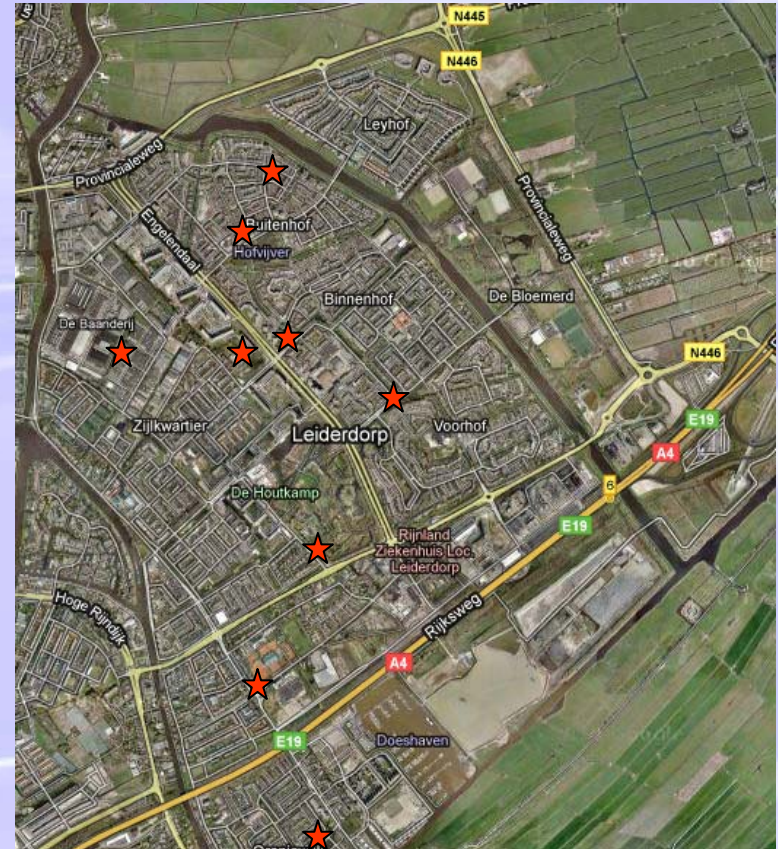 N445
N446
Leyhof
Provincialeweg
Provincialeweg
Engelendaal
Buitenhof
Hofvijver
Binnenhof
De Bloemerd
De Baanderij
N446
Zijlkwartier
Leiderdorp
Voorhof
E19
A4
De Houtkamp
6
E19
Rijnland
Ziekenhuis Loc.
Leiderdorp
Hoge Rijndijk
Rijksweg
A4
E19
Doeshaven